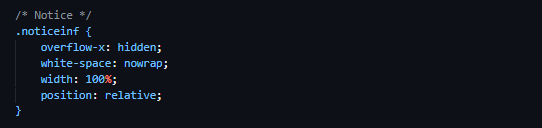 /* Notice */
.noticeinf {
    overflow-x: hidden;
    white-space: nowrap;
    width: 100%;
    position: relative;
}